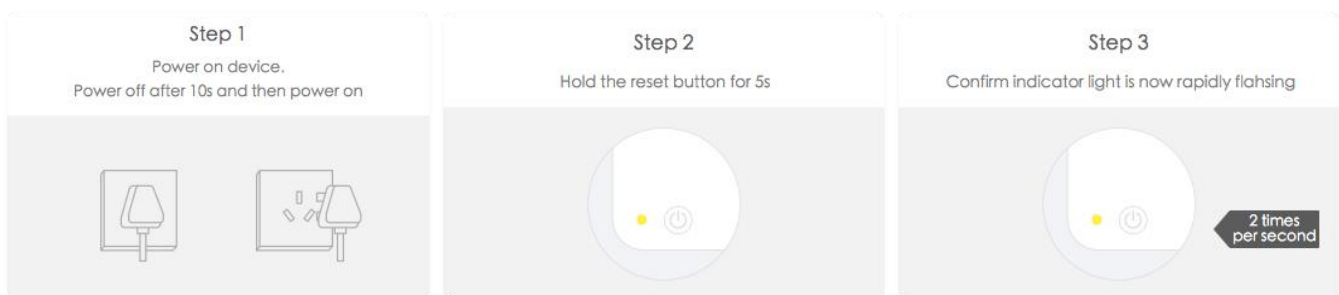 Step 1
Power on device.
Power off after 10s and then power on
Step 2
Hold the reset button for 5s
Step 3
Confirm indicator light is now rapidly flahsing
2 times
per second